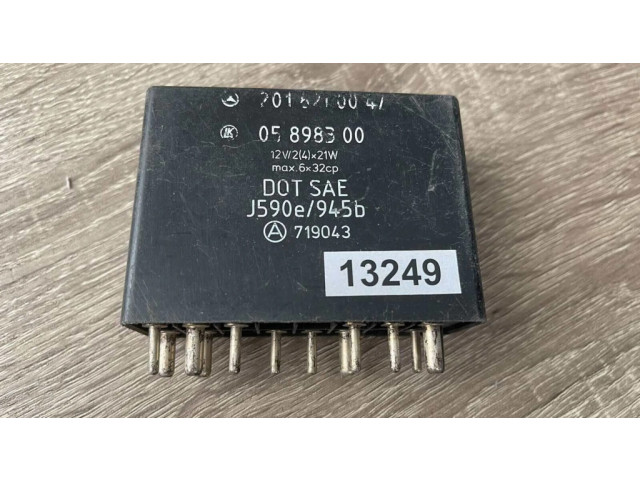 201 821 00 47
05 8983 00
12V/2(4)×21W
max.6×32cp
DOT SAE
J590e/945b
A 719043
13249